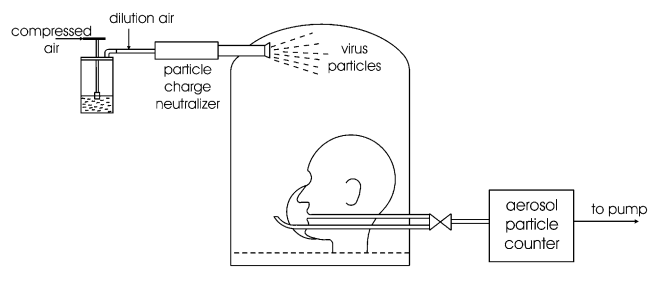 compressed
air
dilution air
particle
charge
neutralizer
virus
particles
aerosol
particle
counter
to pump